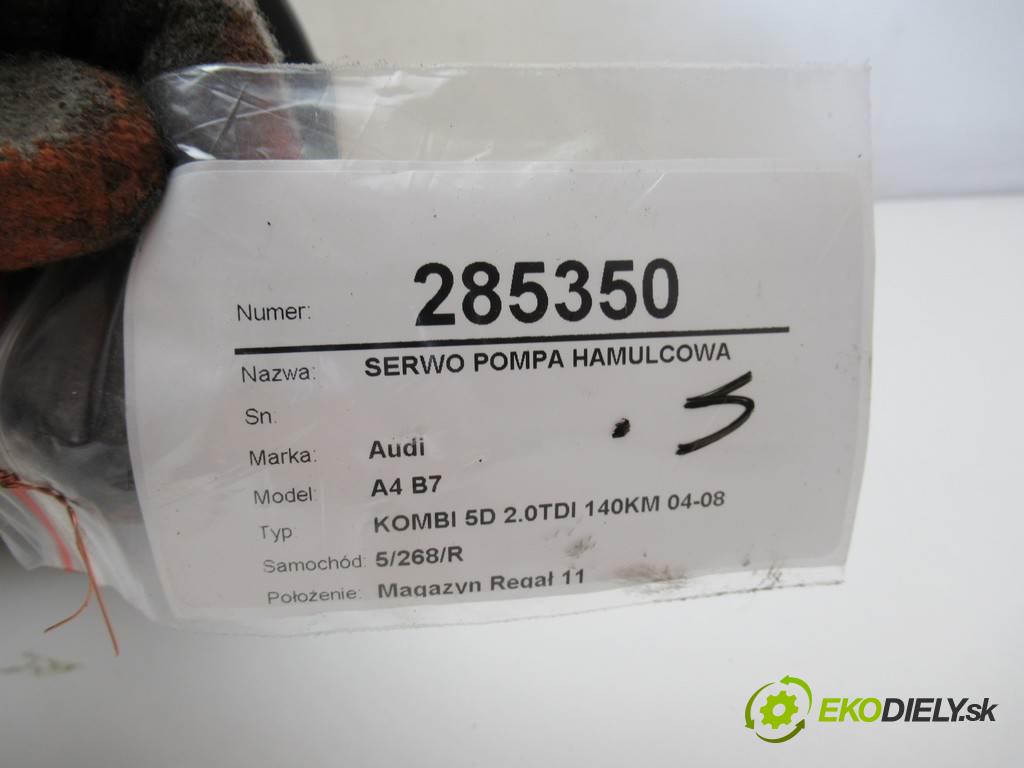 Numer: 285350
Nazwa: SERWO POMPA HAMULCOWA
Sn:
Marka: Audi
Model: A4 B7
Typ: KOMBI 5D 2.0TDI 140KM 04-08
Samochód: 5/268/R
Położenie: Magazyn Regał 11
EKODIELY.sk